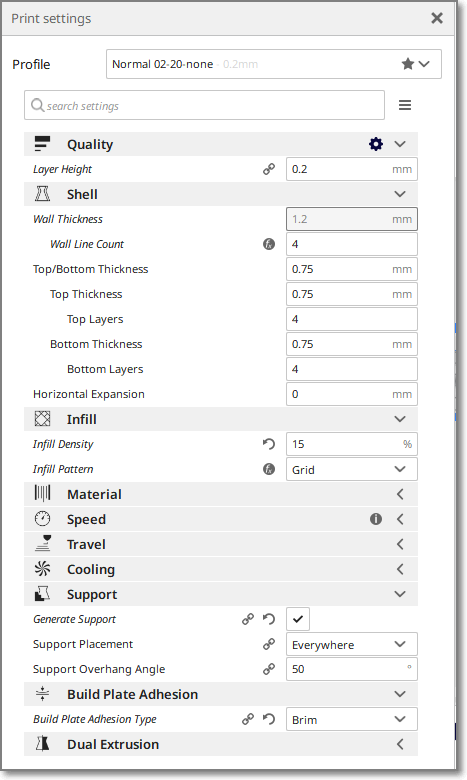 Print settings
Profile
Normal 02-20-none - 0.2mm
search settings
Quality
Layer Height 0.2 mm
Shell
Wall Thickness 1.2 mm
Wall Line Count 4
Top/Bottom Thickness 0.75 mm
Top Thickness 0.75 mm
Top Layers 4
Bottom Thickness 0.75 mm
Bottom Layers 4
Horizontal Expansion 0 mm
Infill
Infill Density 15 %
Infill Pattern Grid
Material
Speed
Travel
Cooling
Support
Generate Support
Support Placement Everywhere
Support Overhang Angle 50 °
Build Plate Adhesion
Build Plate Adhesion Type Brim
Dual Extrusion